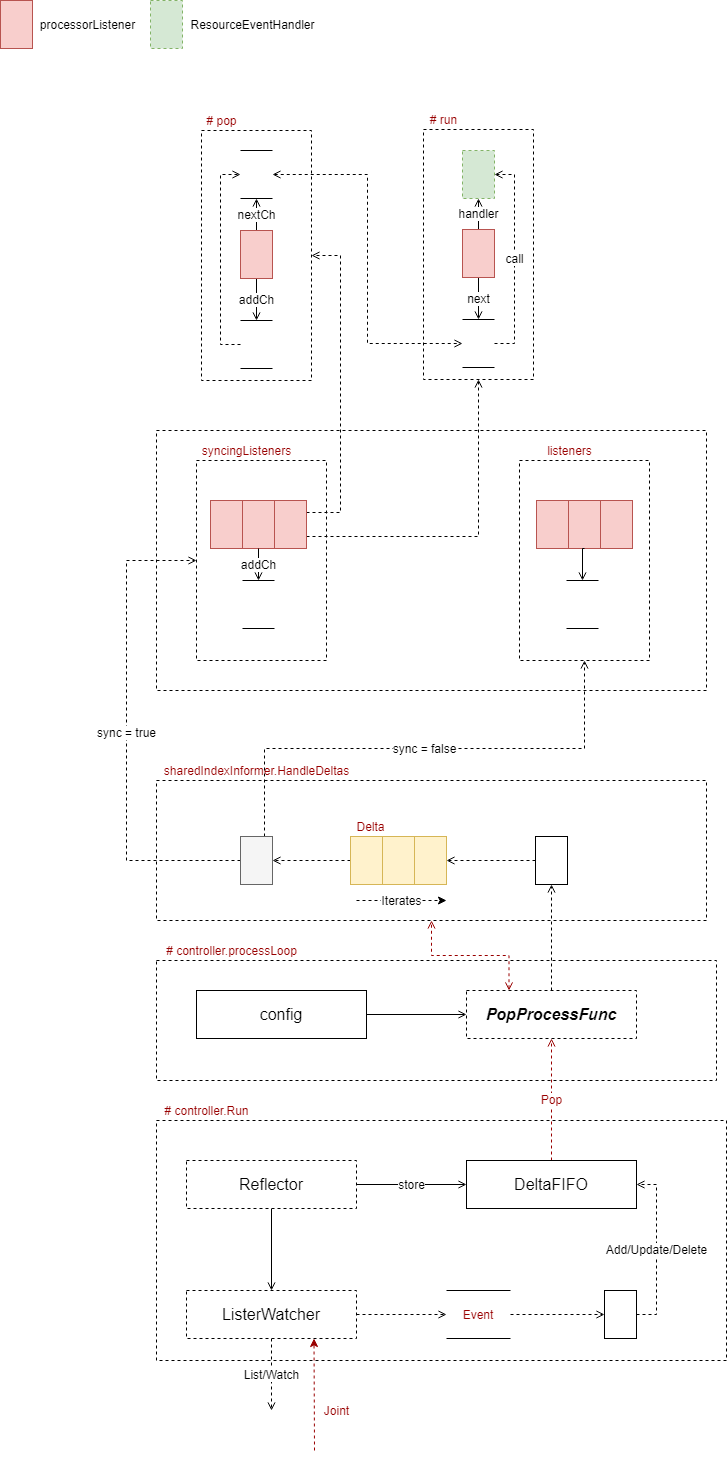 processorListener
ResourceEventHandler
# pop
# run
nextCh
handler
call
addCh
next
syncingListeners
listeners
addCh
sync = true
sync = false
sharedIndexInformer.HandleDeltas
Delta
Iterates
# controller.processLoop
config
PopProcessFunc
Pop
# controller.Run
Reflector
store
DeltaFIFO
Add/Update/Delete
ListerWatcher
Event
List/Watch
Joint